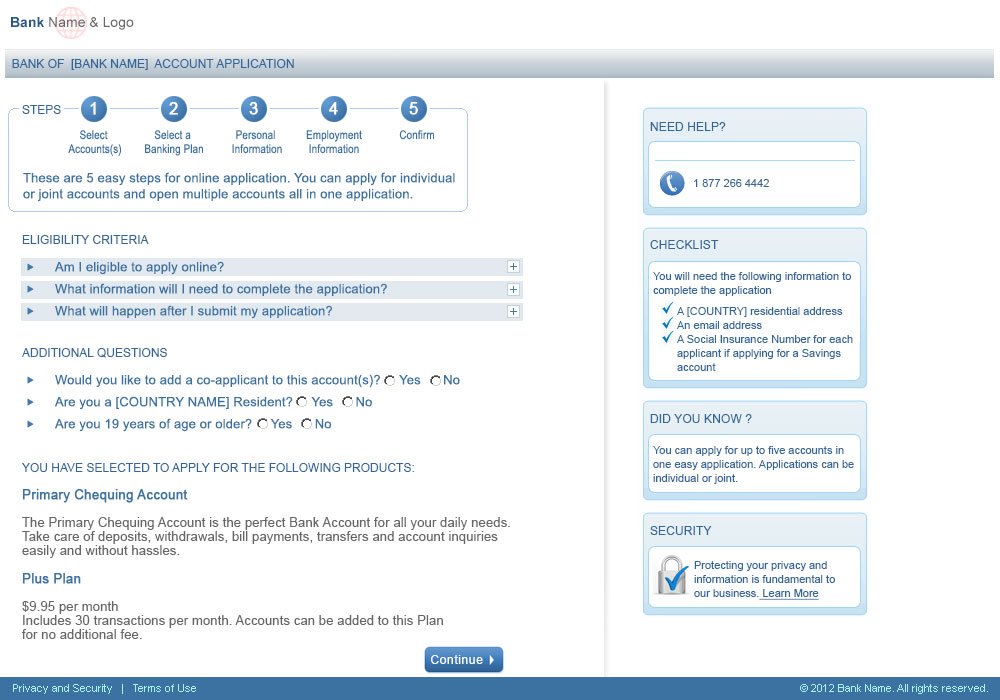 Bank Name & Logo
BANK OF [BANK NAME] ACCOUNT APPLICATION
STEPS 1 2 3 4 5
Select Accounts(s)
Select a Banking Plan
Personal Information
Employment Information
Confirm
These are 5 easy steps for online application. You can apply for individual
or joint accounts and open multiple accounts all in one application.
ELIGIBILITY CRITERIA
Am I eligible to apply online?
What information will I need to complete the application?
What will happen after I submit my application?
ADDITIONAL QUESTIONS
Would you like to add a co-applicant to this account(s)? Yes No
Are you a [COUNTRY NAME] Resident? Yes No
Are you 19 years of age or older? Yes No
YOU HAVE SELECTED TO APPLY FOR THE FOLLOWING PRODUCTS:
Primary Chequing Account
The Primary Chequing Account is the perfect Bank Account for all your daily needs.
Take care of deposits, withdrawals, bill payments, transfers and account inquiries
easily and without hassles.
Plus Plan
$9.95 per month
Includes 30 transactions per month. Accounts can be added to this Plan
for no additional fee.
Continue
NEED HELP?
1 877 266 4442
CHECKLIST
You will need the following information to
complete the application
A [COUNTRY] residential address
An email address
A Social Insurance Number for each
applicant if applying for a Savings
account
DID YOU KNOW ?
You can apply for up to five accounts in
one easy application. Applications can be
individual or joint.
SECURITY
Protecting your privacy and
information is fundamental to
our business. Learn More
Privacy and Security | Terms of Use
© 2012 Bank Name. All rights reserved.